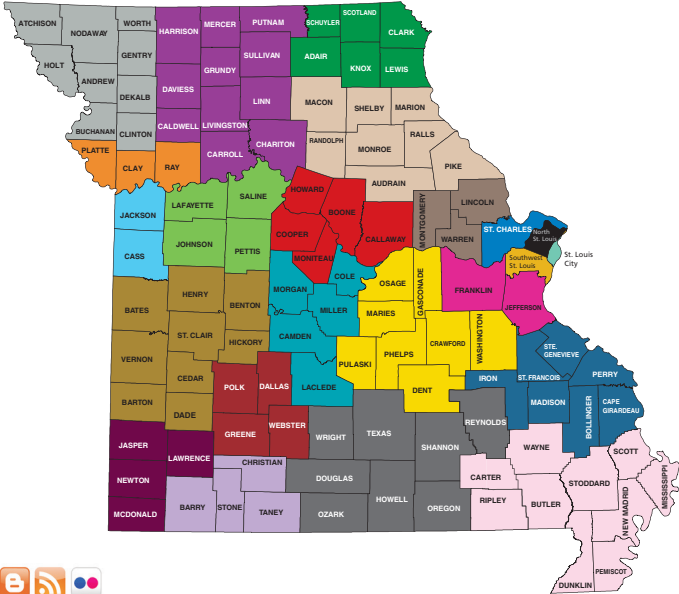 ATCHISON
NODAWAY
WORTH
HARRISON
MERCER
PUTNAM
SCHUYLER
SCOTLAND
CLARK
HOLT
GENTRY
SULLIVAN
ADAIR
KNOX
LEWIS
ANDREW
DEKALB
DAVIESS
GRUNDY
LINN
MACON
SHELBY
MARION
BUCHANAN
CLINTON
CALDWELL
LIVINGSTON
CHARITON
RANDOLPH
MONROE
RALLS
PLATTE
CLAY
RAY
CARROLL
PIKE
AUDRAIN
JACKSON
LAFAYETTE
SALINE
HOWARD
BOONE
MONTGOMERY
LINCOLN
CASS
JOHNSON
PETTIS
COOPER
CALLAWAY
WARREN
ST. CHARLES
North
St. Louis
MONITEAU
COLE
Southwest
St. Louis
St. Louis
City
BATES
HENRY
BENTON
MORGAN
MILLER
OSAGE
GASCONADE
FRANKLIN
JEFFERSON
ST. CLAIR
HICKORY
CAMDEN
MARIES
PHELPS
CRAWFORD
WASHINGTON
STE.
GENEVIEVE
VERNON
CEDAR
POLK
DALLAS
LACLEDE
PULASKI
DENT
IRON
ST. FRANCOIS
PERRY
BARTON
DADE
GREENE
WEBSTER
WRIGHT
TEXAS
SHANNON
REYNOLDS
MADISON
BOLLINGER
CAPE
GIRARDEAU
JASPER
LAWRENCE
CHRISTIAN
WAYNE
SCOTT
NEWTON
DOUGLAS
HOWELL
CARTER
STODDARD
MISSISSIPPI
MCDONALD
BARRY
STONE
TANEY
OZARK
OREGON
RIPLEY
BUTLER
NEW MADRID
PEMISCOT
DUNKLIN